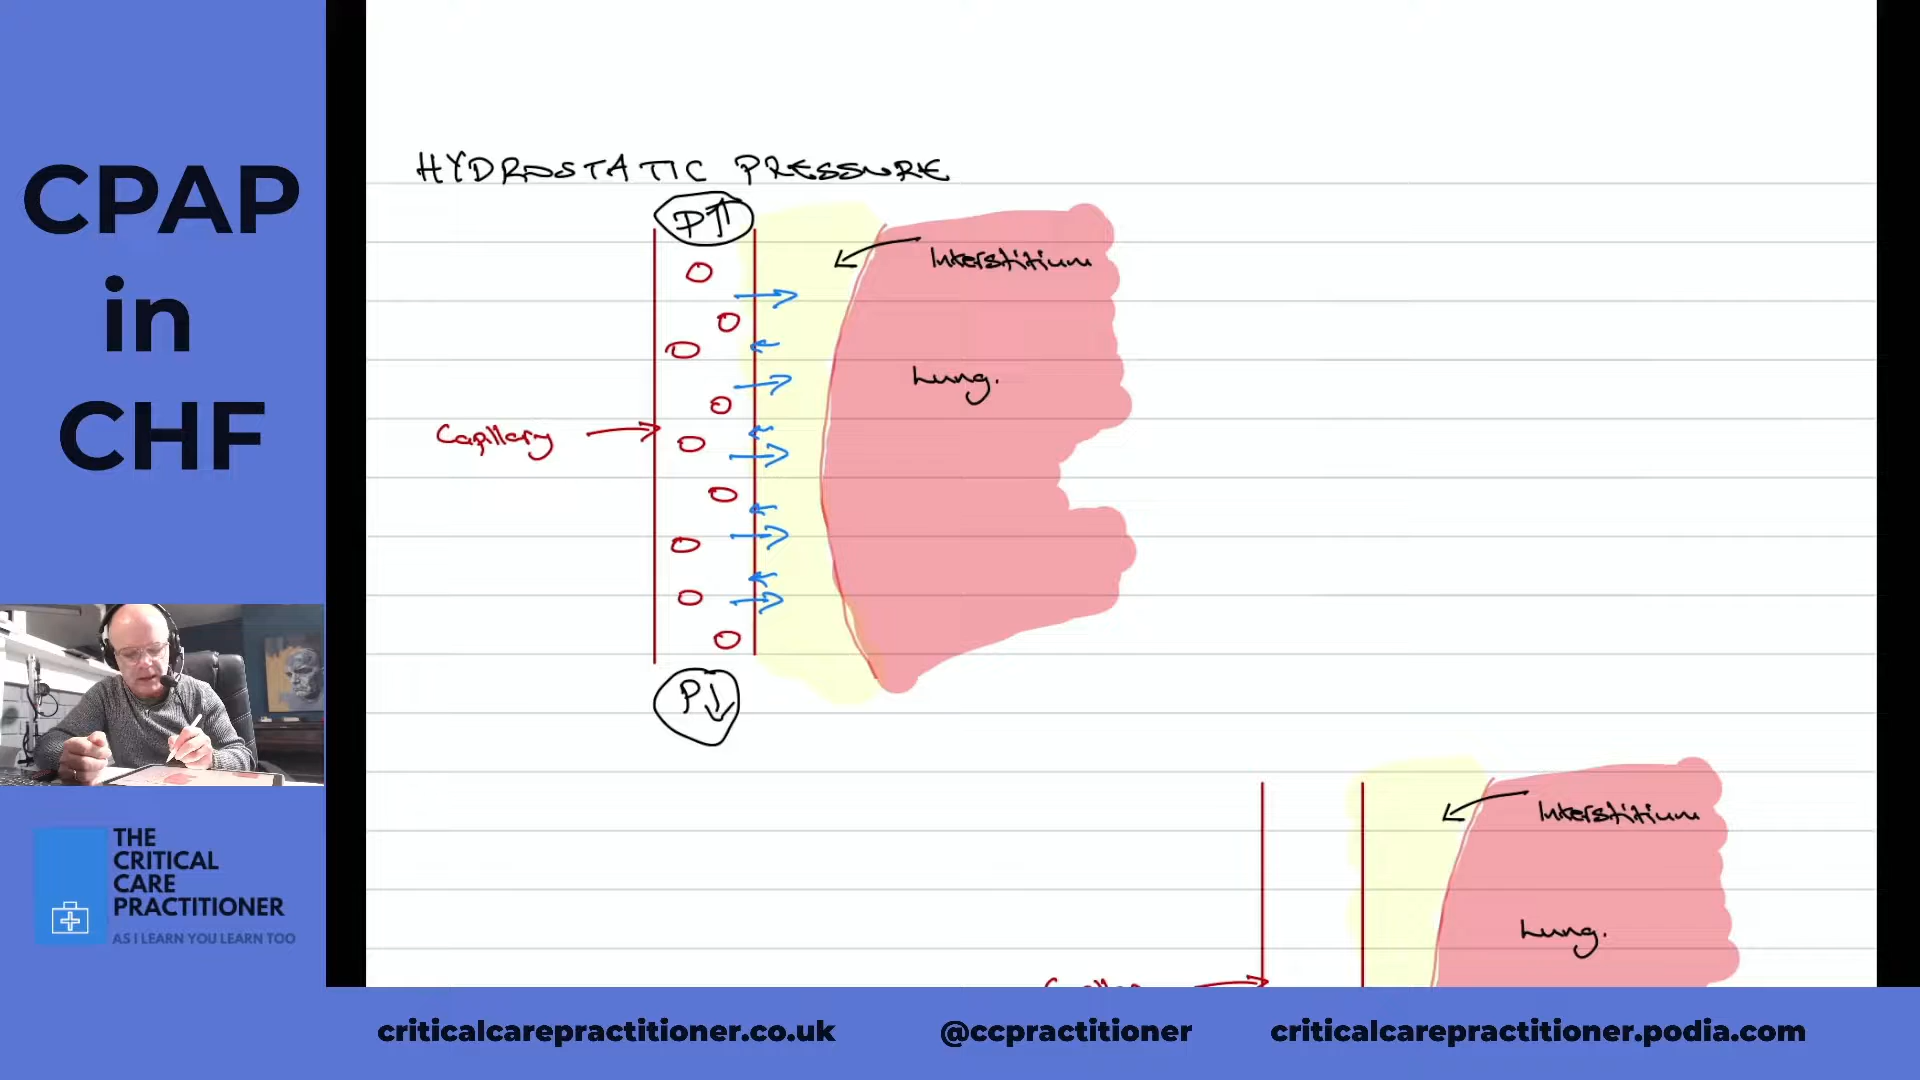 CPAP
in
CHF
HYDROSTATIC PRESSURE
P↑
Interstitium
Lung.
Capillary
P↓
Interstitium
Lung.
THE
CRITICAL
CARE
PRACTITIONER
AS I LEARN YOU LEARN TOO
criticalcarepractitioner.co.uk
@ccpractitioner
criticalcarepractitioner.podia.com